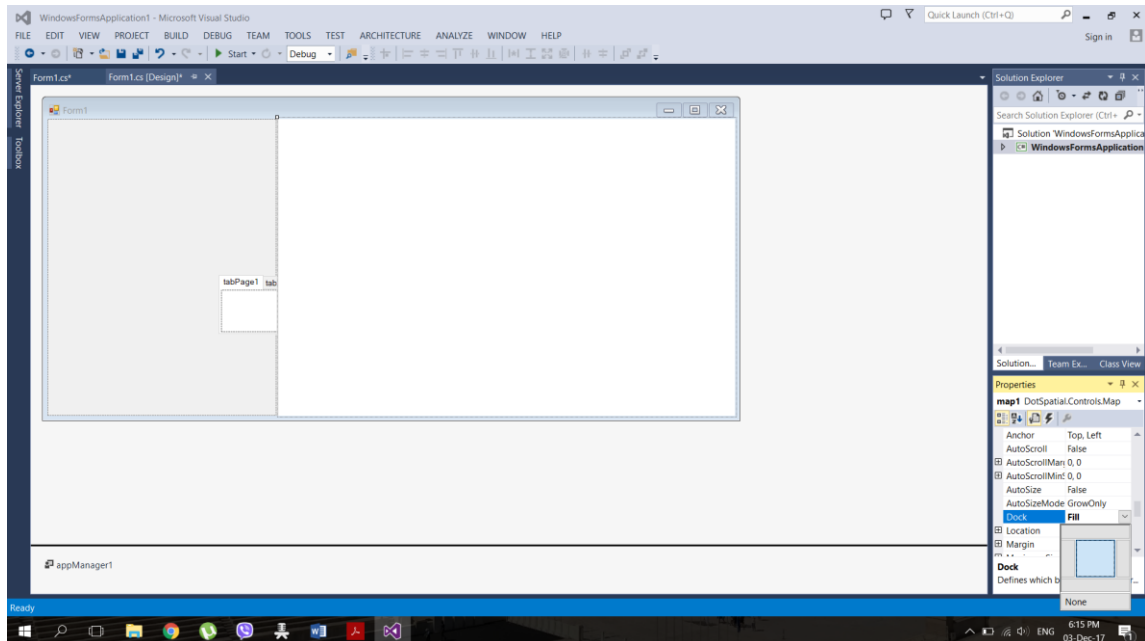 WindowsFormsApplication1 - Microsoft Visual Studio
Quick Launch (Ctrl+Q)
FILE EDIT VIEW PROJECT BUILD DEBUG TEAM TOOLS TEST ARCHITECTURE ANALYZE WINDOW HELP
Sign in
Start
Debug
Server Explorer
Toolbox
Form1.cs*
Form1.cs [Design]*
Form1
tabPage1
tab
appManager1
Solution Explorer
Search Solution Explorer (Ctrl+
Solution 'WindowsFormsApplica
WindowsFormsApplication
Solution... Team Ex... Class View
Properties
map1 DotSpatial.Controls.Map
Anchor Top, Left
AutoScroll False
AutoScrollMar 0, 0
AutoScrollMinS 0, 0
AutoSize False
AutoSizeMode GrowOnly
Dock Fill
Location
Margin
Dock
Defines which b
None
Ready
ENG
6:15 PM
03-Dec-17